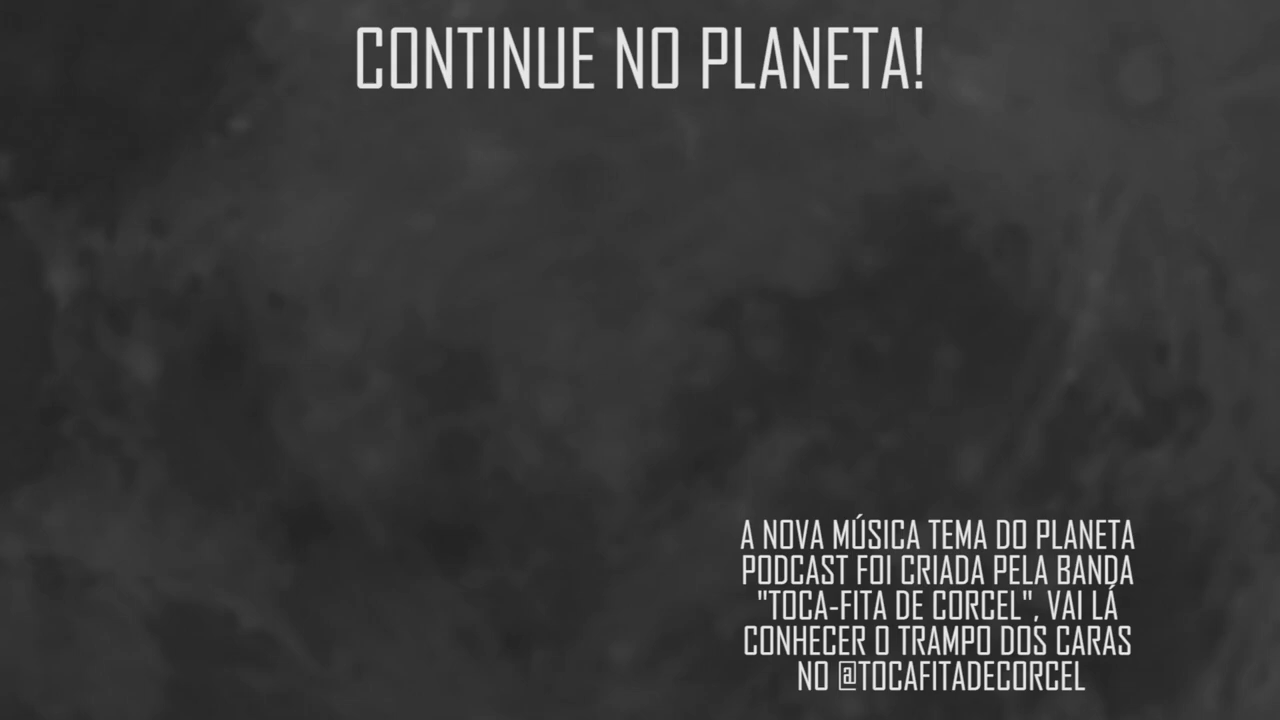 CONTINUE NO PLANETA!
A NOVA MÚSICA TEMA DO PLANETA
PODCAST FOI CRIADA PELA BANDA
"TOCA-FITA DE CORCEL", VAI LÁ
CONHECER O TRAMPO DOS CARAS
NO @TOCAFITADECORCEL